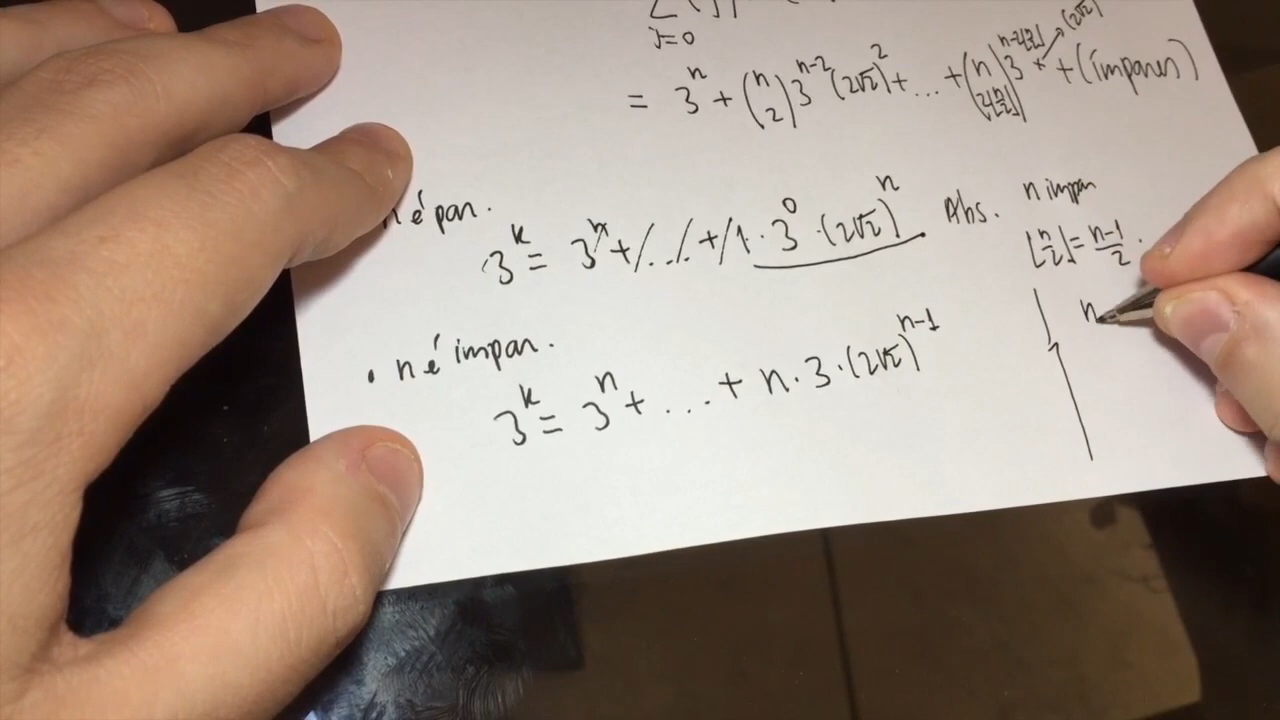 j=0
= 3^n + (n 2) 3^{n-2} (2√2)^2 + ... + (n 2⌊n/2⌋) 3^{n-2⌊n/2⌋} + (ímpares)
(2√2)
é par.
3^k = 3^n + ... + 1 · 3^0 · (2√2)^n. Abs.
n ímpar
⌊n/2⌋ = (n-1)/2.
n
• n é ímpar.
3^k = 3^n + ... + n · 3 · (2√2)^{n-1}